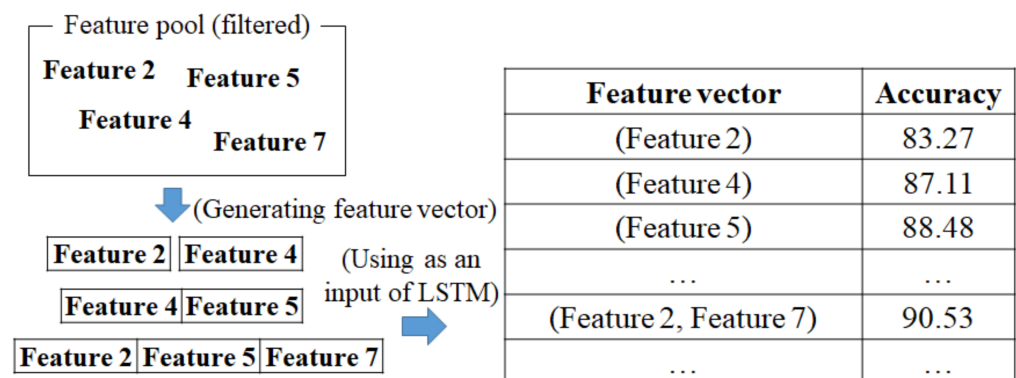 Feature pool (filtered)
Feature 2
Feature 5
Feature 4
Feature 7
(Generating feature vector)
Feature 2 Feature 4
Feature 4 Feature 5
Feature 2 Feature 5 Feature 7
(Using as an
input of LSTM)
Feature vector Accuracy
(Feature 2) 83.27
(Feature 4) 87.11
(Feature 5) 88.48
… …
(Feature 2, Feature 7) 90.53
… …